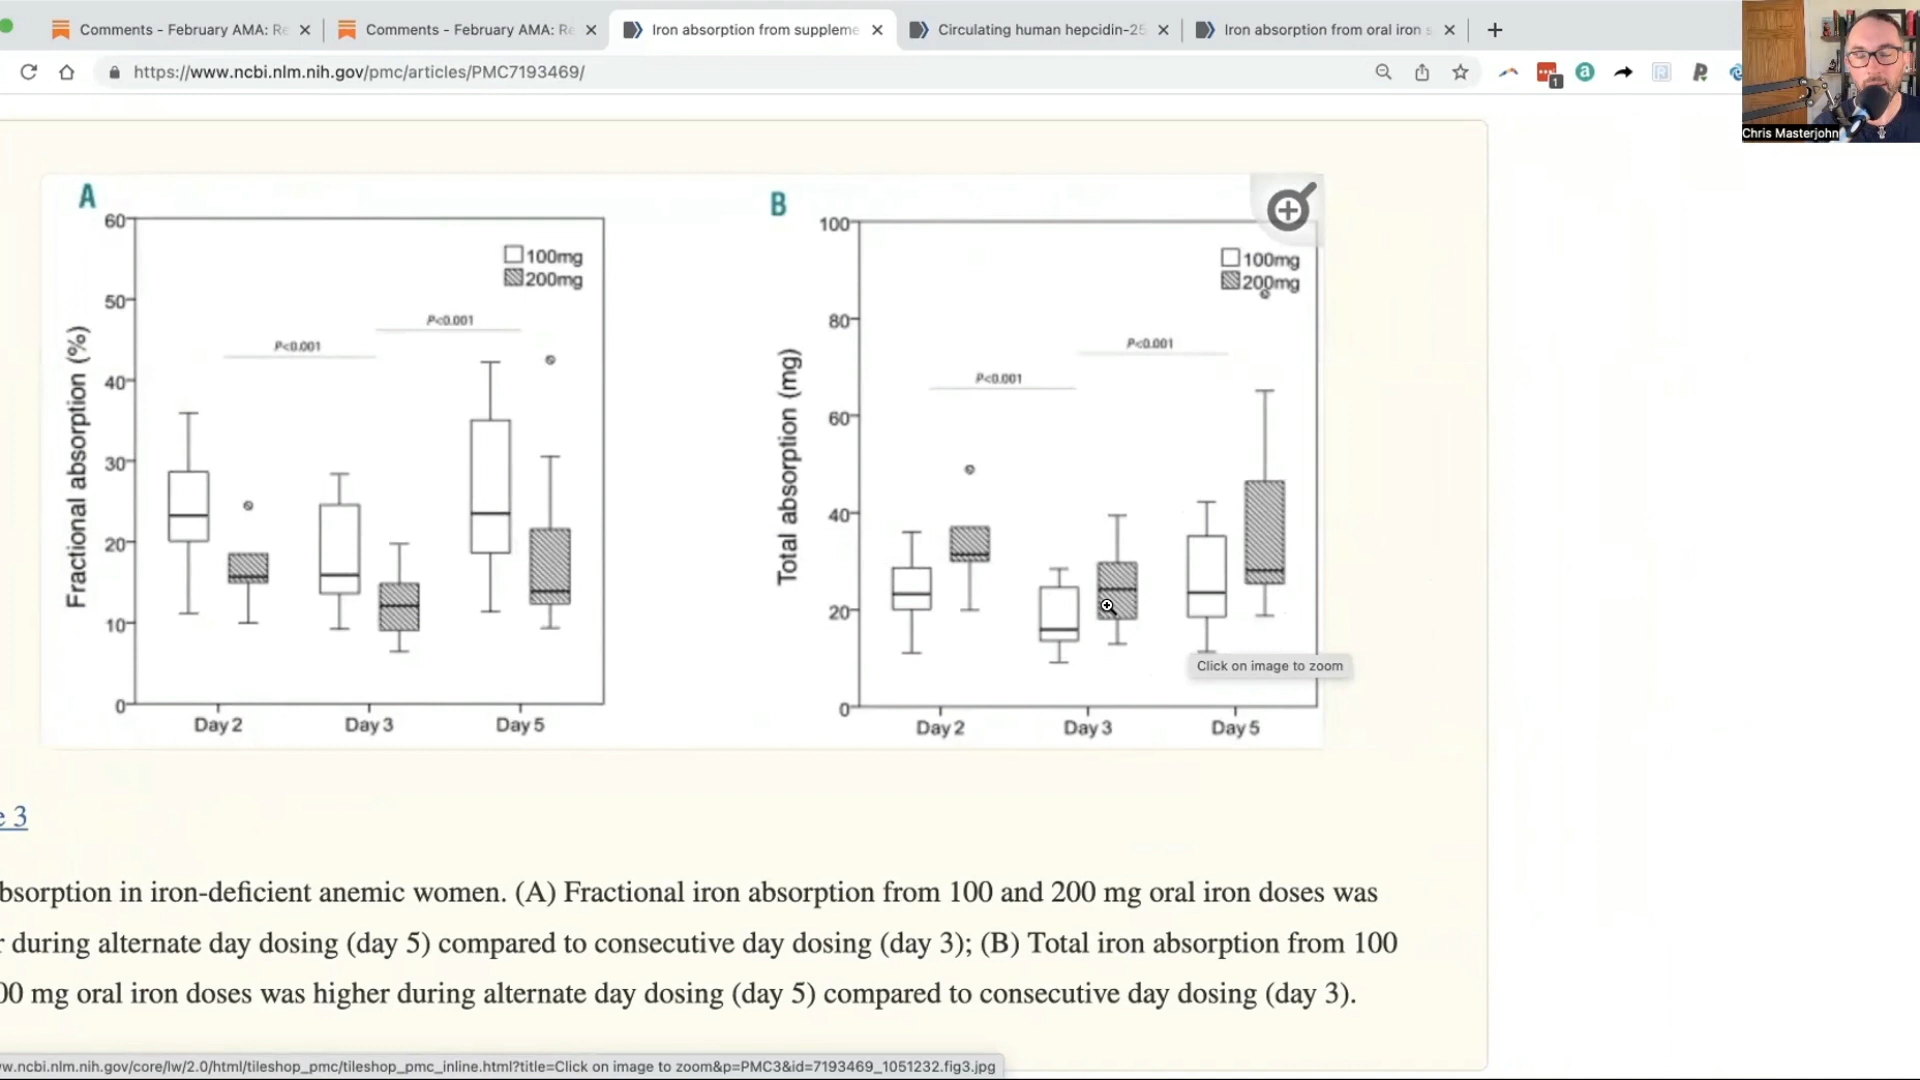 Comments - February AMA: Re
Comments - February AMA: Re
Iron absorption from suppleme
Circulating human hepcidin-25
Iron absorption from oral iron s
https://www.ncbi.nlm.nih.gov/pmc/articles/PMC7193469/
1
Chris Masterjohn
A
60
50
40
30
20
10
0
Fractional absorption (%)
100mg
200mg
P<0.001
P<0.001
Day 2
Day 3
Day 5
B
100
80
60
40
20
0
Total absorption (mg)
100mg
200mg
P<0.001
P<0.001
Day 2
Day 3
Day 5
Click on image to zoom
e 3
bsorption in iron-deficient anemic women. (A) Fractional iron absorption from 100 and 200 mg oral iron doses was
r during alternate day dosing (day 5) compared to consecutive day dosing (day 3); (B) Total iron absorption from 100
00 mg oral iron doses was higher during alternate day dosing (day 5) compared to consecutive day dosing (day 3).
w.ncbi.nlm.nih.gov/core/lw/2.0/html/tileshop_pmc/tileshop_pmc_inline.html?title=Click on image to zoom&p=PMC3&id=7193469_1051232.fig3.jpg